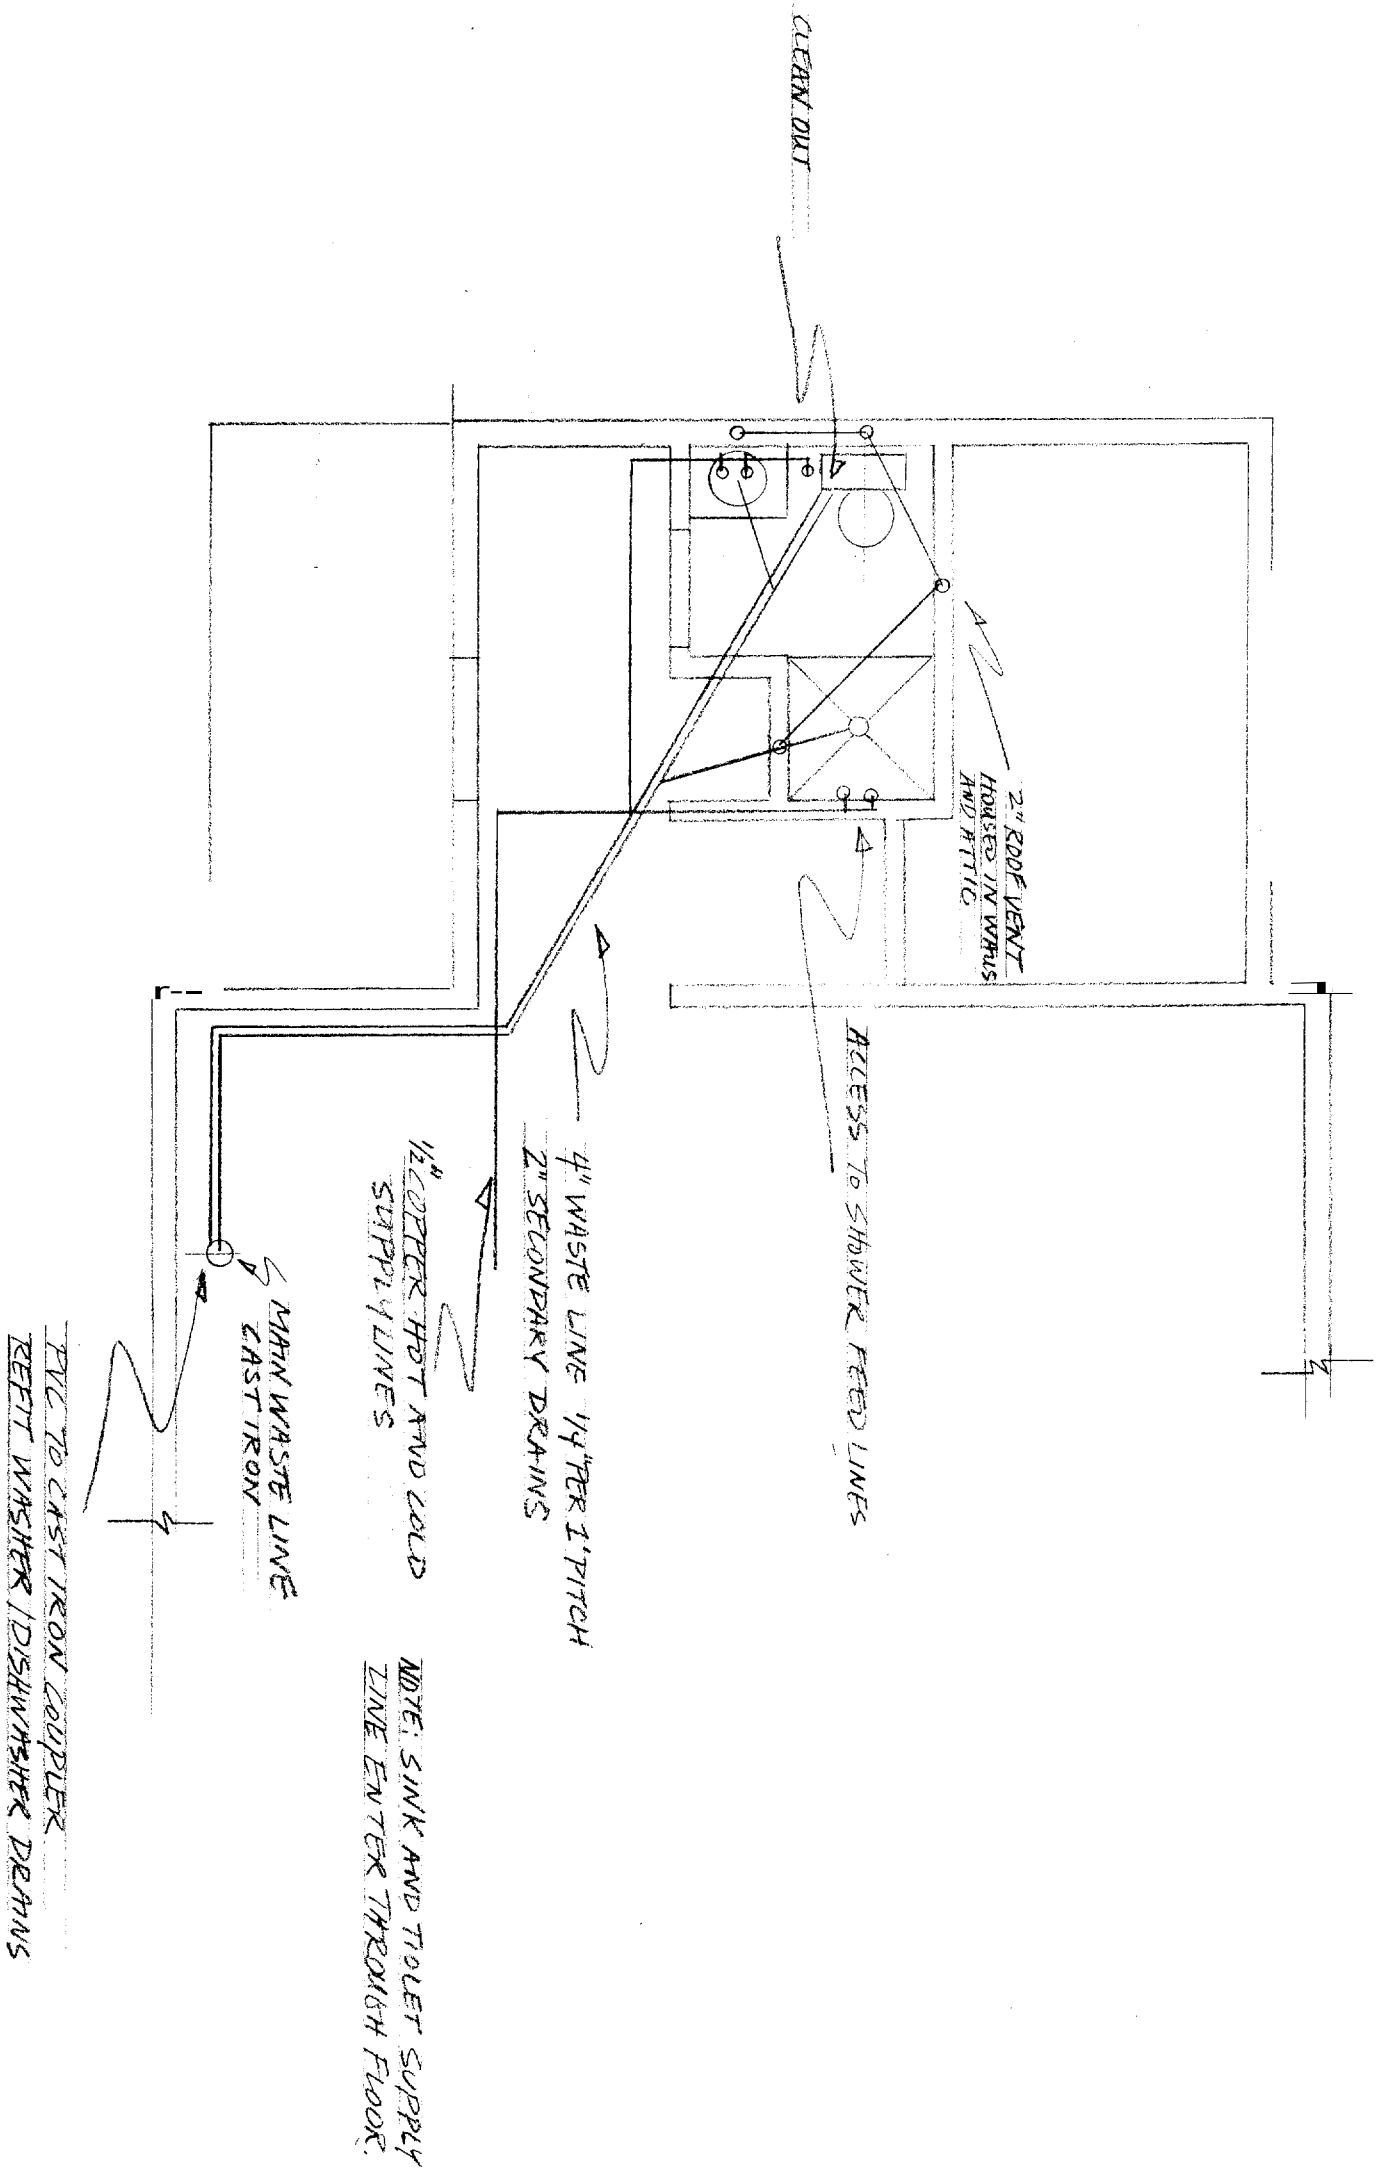 CLEAN OUT
2" ROOF VENT
HOUSED IN WALLS
AND ATTIC
ACCESS TO SHOWER FEED LINES
4" WASTE LINE 1/4" PER 1' PITCH
2" SECONDARY DRAINS
1/2" COPPER HOT AND COLD
SUPPLY LINES
NOTE: SINK AND TIOLET SUPPLY
LINE ENTER THROUGH FLOOR.
MAIN WASTE LINE
CAST IRON
PVC TO CAST IRON COUPLER
REFIT WASHER/DISHWASHER DRAINS